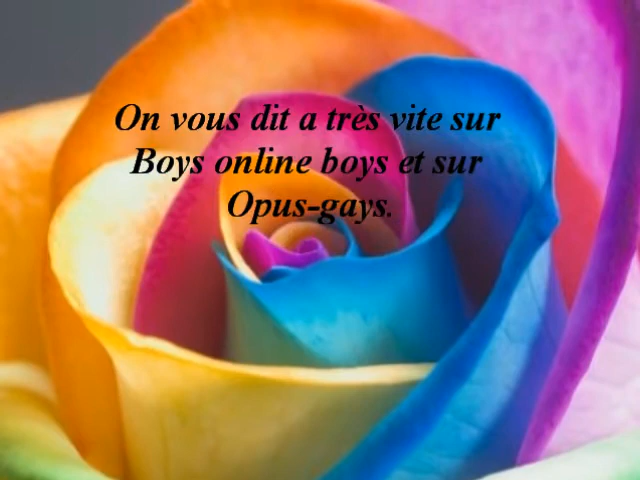 On vous dit a très vite sur
Boys online boys et sur
Opus-gays.